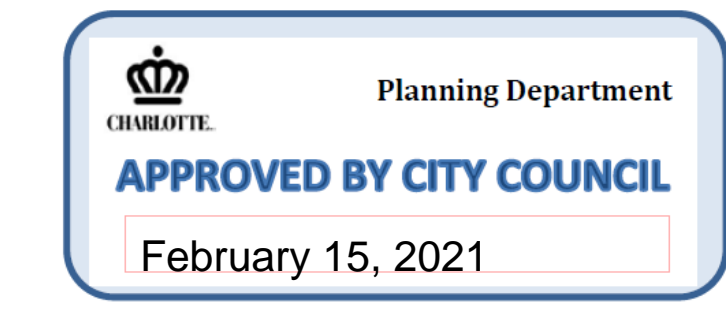 Planning Department
CHARLOTTE.
APPROVED BY CITY COUNCIL
February 15, 2021